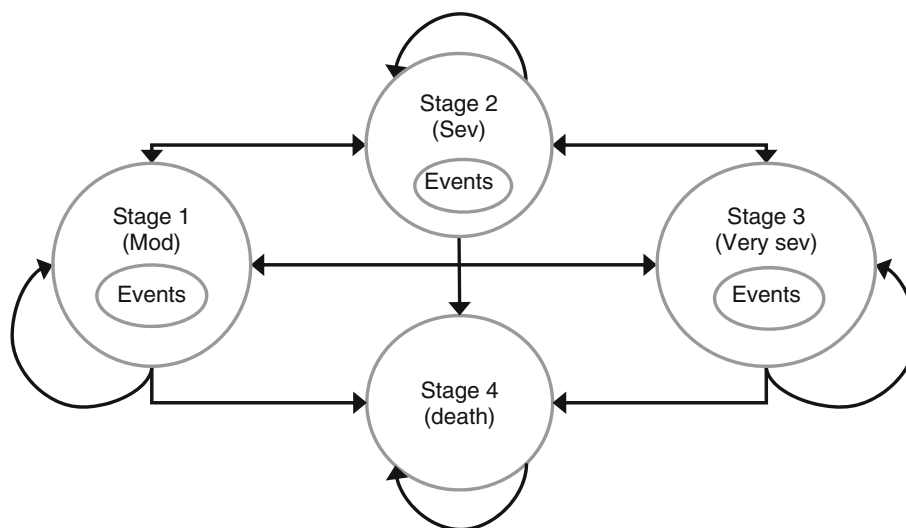 Stage 2
(Sev)
Events
Stage 1
(Mod)
Events
Stage 3
(Very sev)
Events
Stage 4
(death)